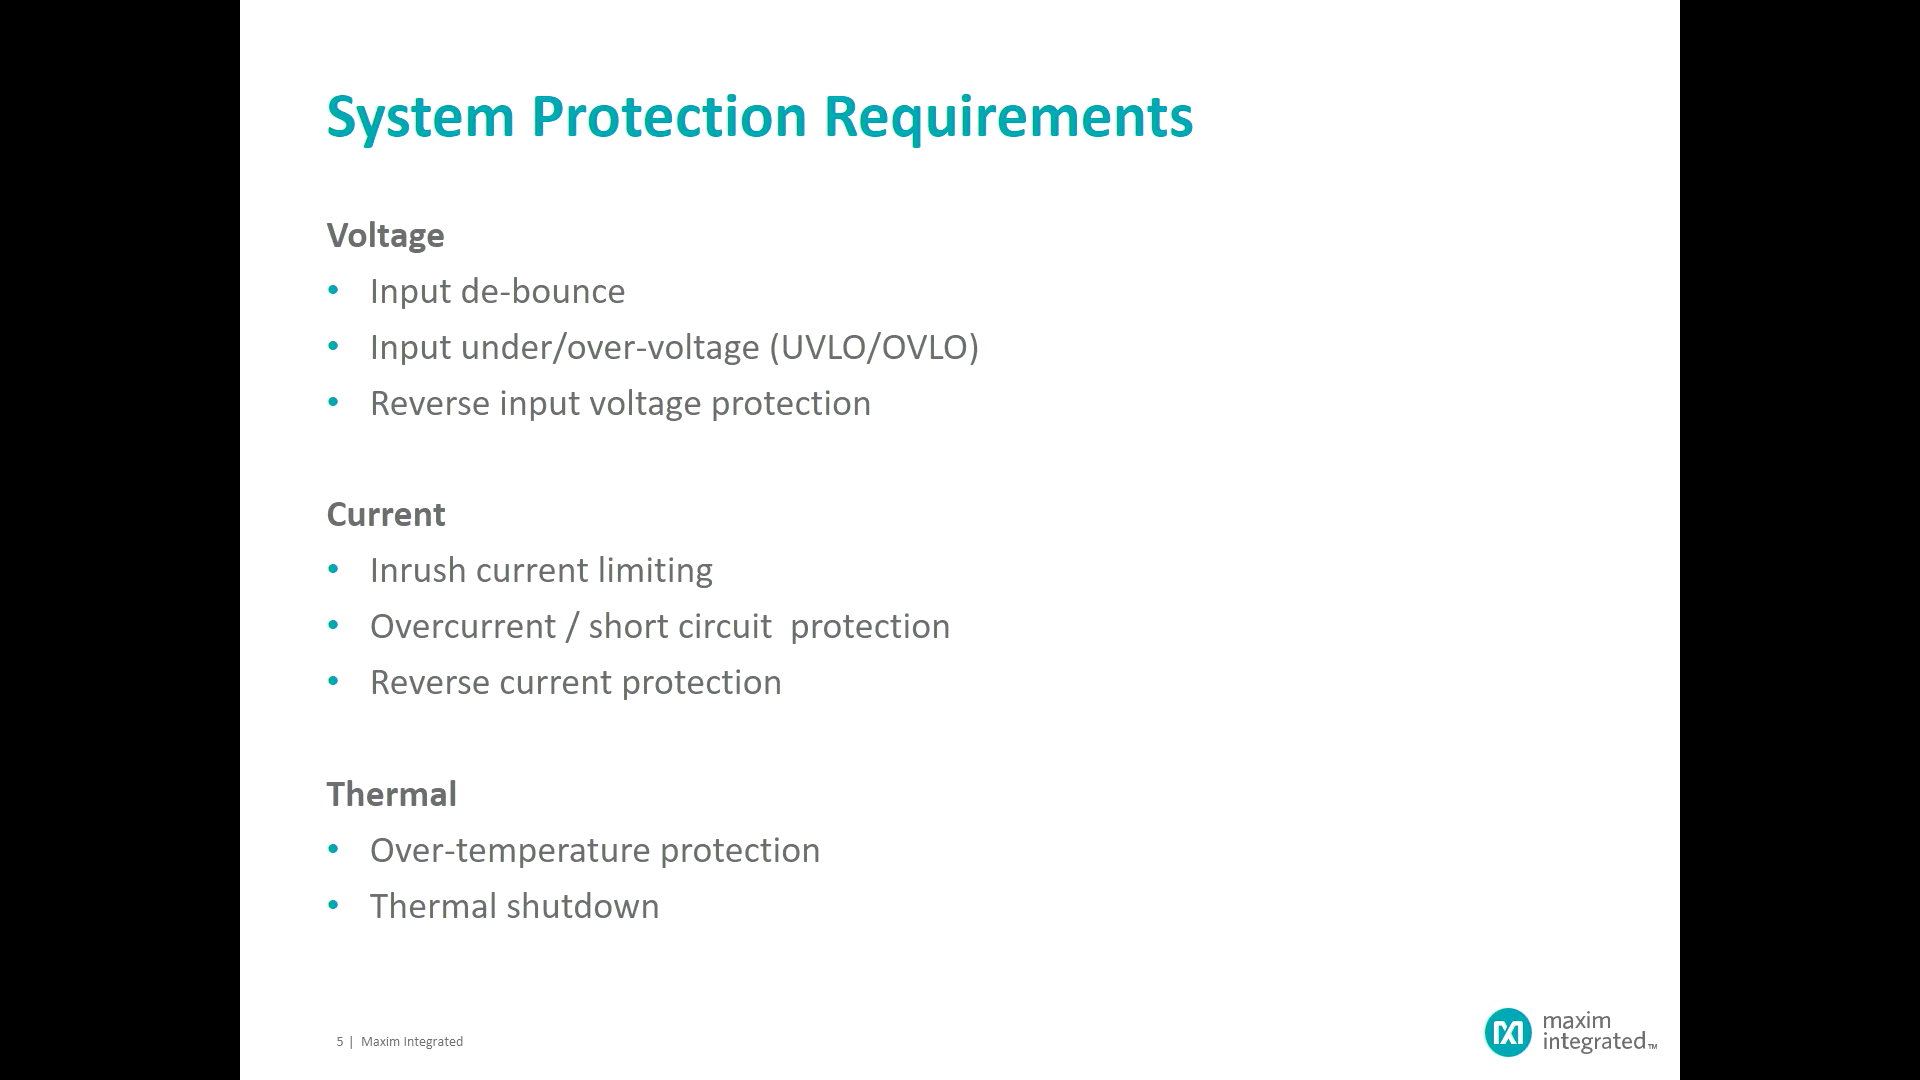 System Protection Requirements
Voltage
• Input de-bounce
• Input under/over-voltage (UVLO/OVLO)
• Reverse input voltage protection
Current
• Inrush current limiting
• Overcurrent / short circuit  protection
• Reverse current protection
Thermal
• Over-temperature protection
• Thermal shutdown
5 | Maxim Integrated
maxim
integrated™